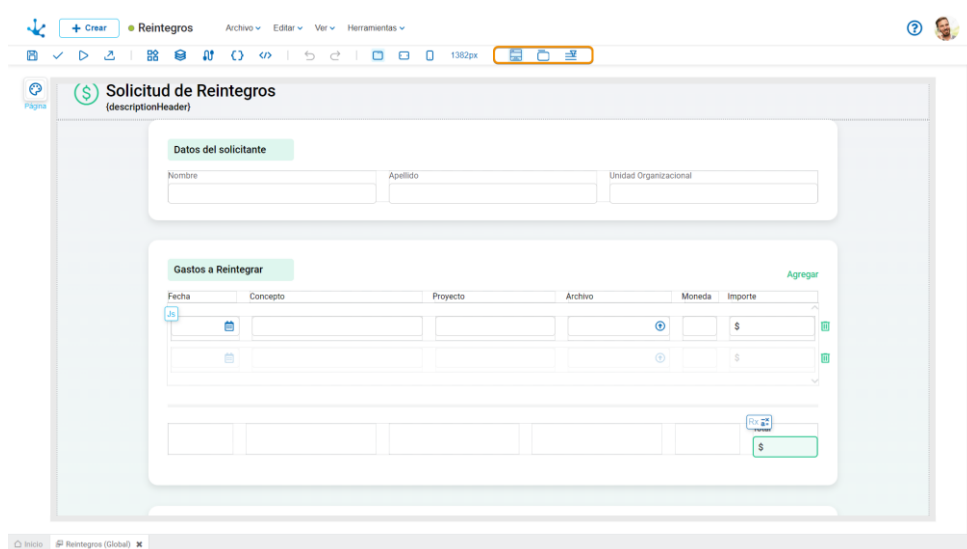 + Crear
Reintegros
Archivo Editar Ver Herramientas
?
1382px
Página
$ Solicitud de Reintegros
{descriptionHeader}
Datos del solicitante
Nombre Apellido Unidad Organizacional
Gastos a Reintegrar
Agregar
Fecha Concepto Proyecto Archivo Moneda Importe
Js
$
$
Rx
Total
$
Inicio Reintegros (Global)